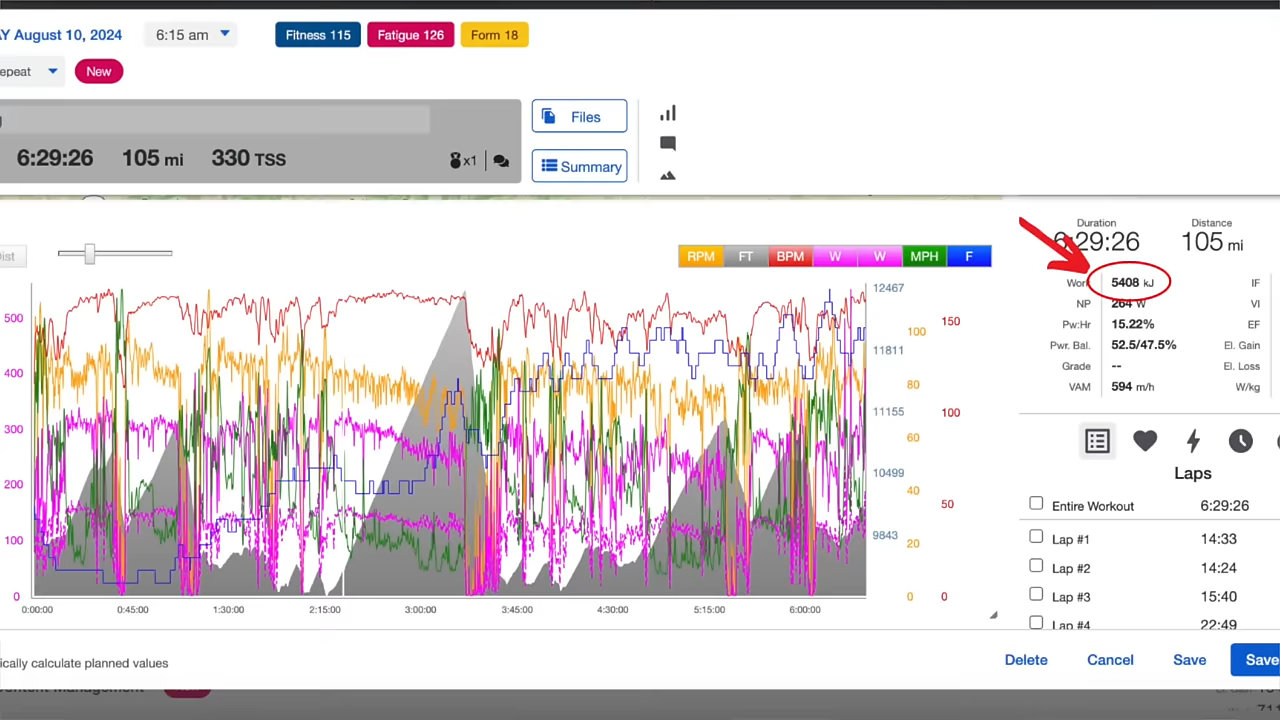 AY August 10, 2024 6:15 am Fitness 115 Fatigue 126 Form 18
epeat New
Files
6:29:26 105 mi 330 TSS x1
Summary
Duration Distance
6:29:26 105 mi
ist
RPM FT BPM W W MPH F
Work 5408 kJ IF
NP 264 W VI
Pw:Hr 15.22% EF
Pwr. Bal. 52.5/47.5% El. Gain
Grade -- El. Loss
VAM 594 m/h W/kg
12467
500 100 150
11811
400 80
300 11155 100
60
200 10499
40 50
100 9843
20
0 0 0
0:00:00 0:45:00 1:30:00 2:15:00 3:00:00 3:45:00 4:30:00 5:15:00 6:00:00
Laps
Entire Workout 6:29:26
Lap #1 14:33
Lap #2 14:24
Lap #3 15:40
Lap #4 22:49
ically calculate planned values Delete Cancel Save Save